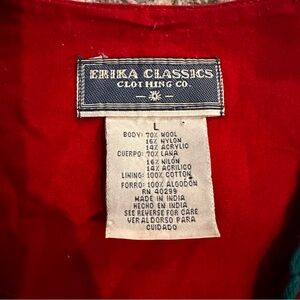 ERIKA CLASSICS
CLOTHING CO.
L
BODY: 70% WOOL
16% NYLON
14% ACRYLIC
CUERPO: 70% LANA
16% NILÓN
14% ACRILICO
LINING: 100% COTTON
FORRO: 100% ALGODÓN
RN 40299
MADE IN INDIA
HECHO EN INDIA
SEE REVERSE FOR CARE
VER AL DORSO PARA
CUIDADO